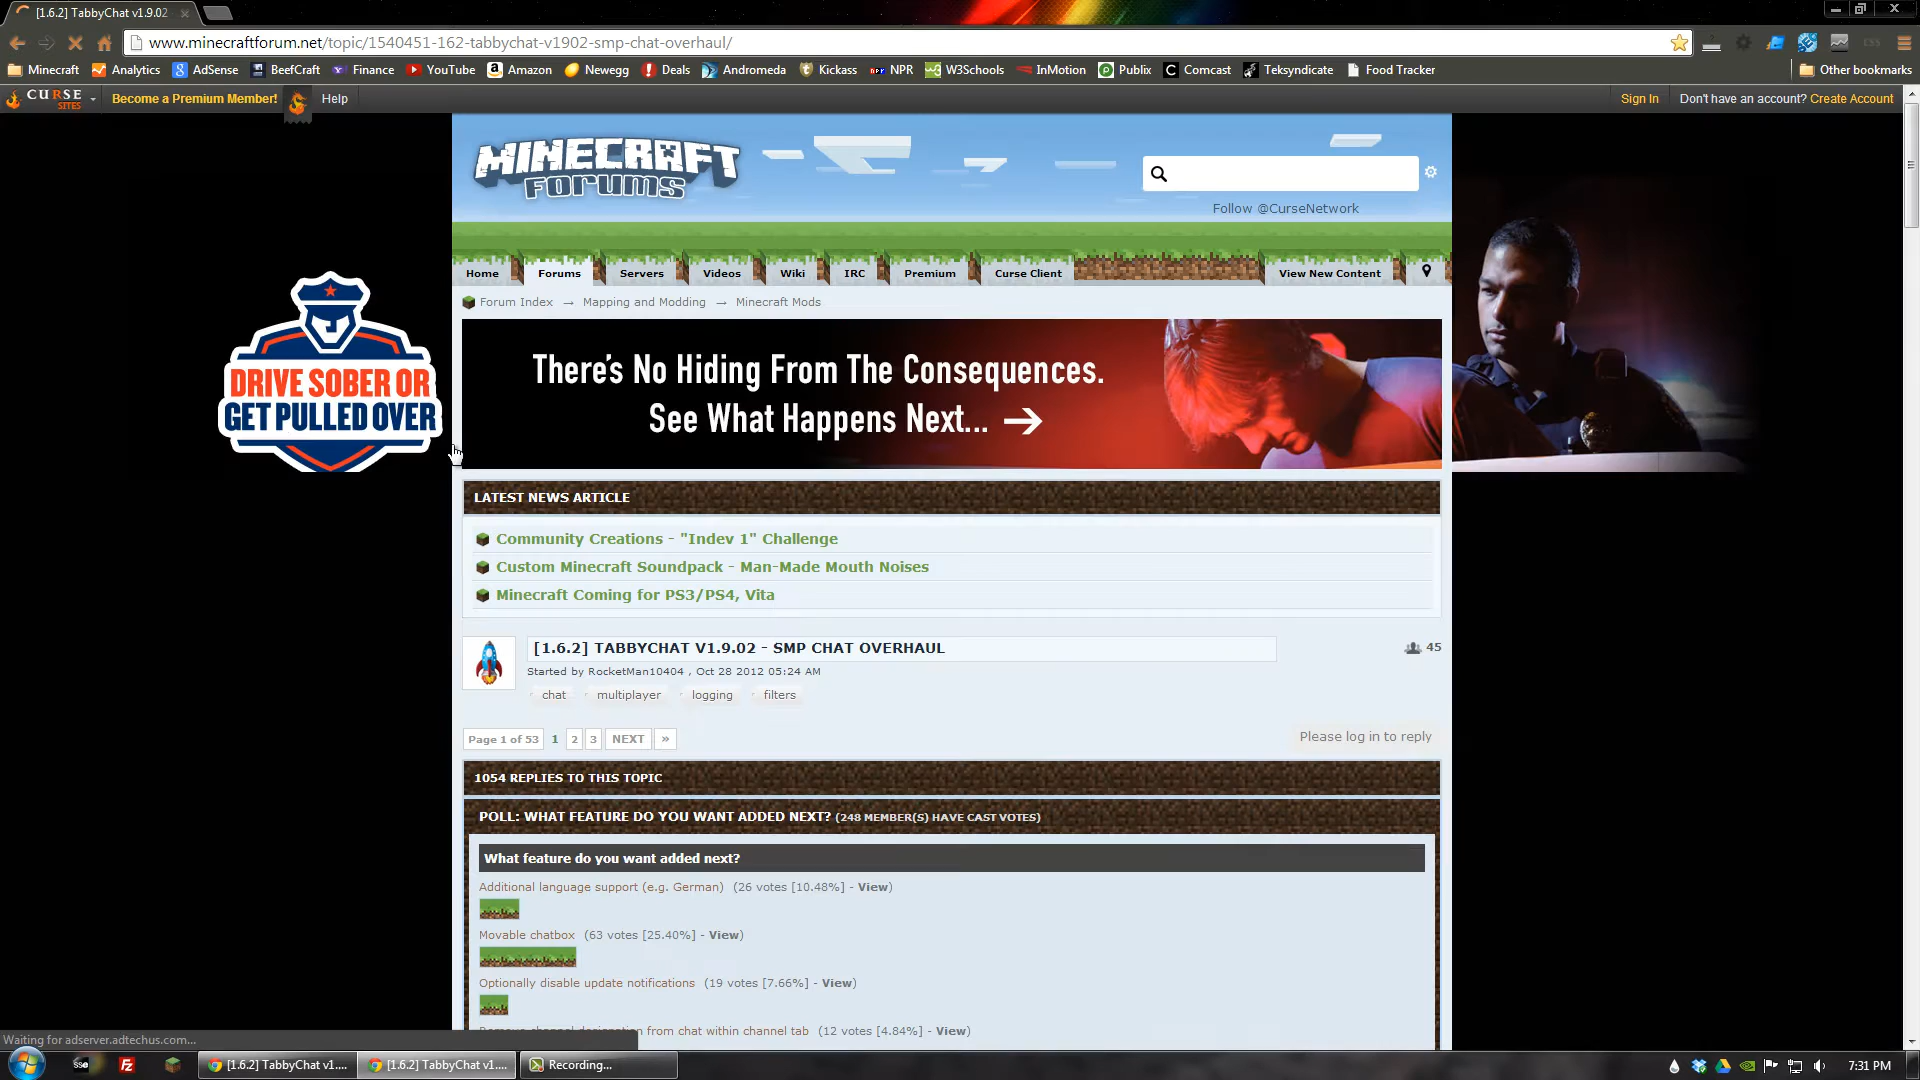 [1.6.2] TabbyChat v1.9.02
www.minecraftforum.net/topic/1540451-162-tabbychat-v1902-smp-chat-overhaul/
Minecraft Analytics AdSense BeefCraft Finance YouTube Amazon Newegg Deals Andromeda Kickass NPR W3Schools InMotion Publix Comcast Teksyndicate Food Tracker Other bookmarks
CURSE SITES Become a Premium Member! Help Sign In Don't have an account? Create Account
MINECRAFT
FORUMS
Follow @CurseNetwork
Home Forums Servers Videos Wiki IRC Premium Curse Client View New Content
Forum Index → Mapping and Modding → Minecraft Mods
DRIVE SOBER OR
GET PULLED OVER
There's No Hiding From The Consequences.
See What Happens Next... →
LATEST NEWS ARTICLE
Community Creations - "Indev 1" Challenge
Custom Minecraft Soundpack - Man-Made Mouth Noises
Minecraft Coming for PS3/PS4, Vita
[1.6.2] TABBYCHAT V1.9.02 - SMP CHAT OVERHAUL
45
Started by RocketMan10404 , Oct 28 2012 05:24 AM
chat multiplayer logging filters
Page 1 of 53 1 2 3 NEXT »
Please log in to reply
1054 REPLIES TO THIS TOPIC
POLL: WHAT FEATURE DO YOU WANT ADDED NEXT? (248 MEMBER(S) HAVE CAST VOTES)
What feature do you want added next?
Additional language support (e.g. German) (26 votes [10.48%] - View)
Movable chatbox (63 votes [25.40%] - View)
Optionally disable update notifications (19 votes [7.66%] - View)
from chat within channel tab (12 votes [4.84%] - View)
Waiting for adserver.adtechus.com...
[1.6.2] TabbyChat v1.... [1.6.2] TabbyChat v1.... Recording... 7:31 PM